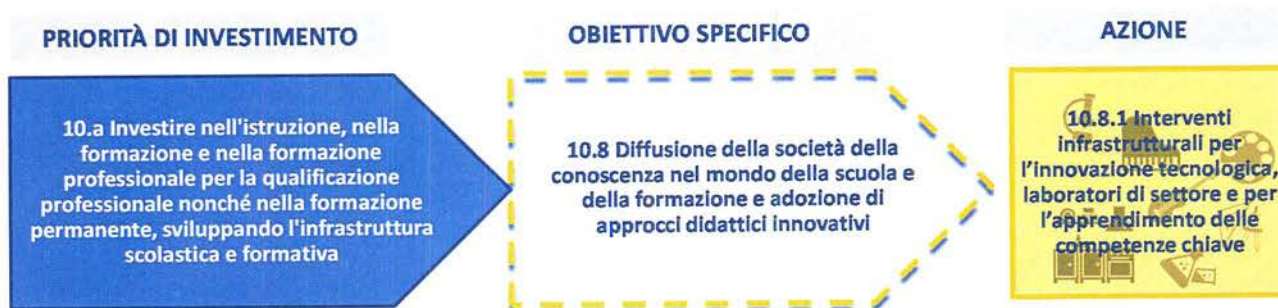 PRIORITÀ DI INVESTIMENTO
OBIETTIVO SPECIFICO
AZIONE
10.a Investire nell'istruzione, nella
formazione e nella formazione
professionale per la qualificazione
professionale nonché nella formazione
permanente, sviluppando l'infrastruttura
scolastica e formativa
10.8 Diffusione della società della
conoscenza nel mondo della scuola e
della formazione e adozione di
approcci didattici innovativi
10.8.1 Interventi
infrastrutturali per
l'innovazione tecnologica,
laboratori di settore e per
l'apprendimento delle
competenze chiave